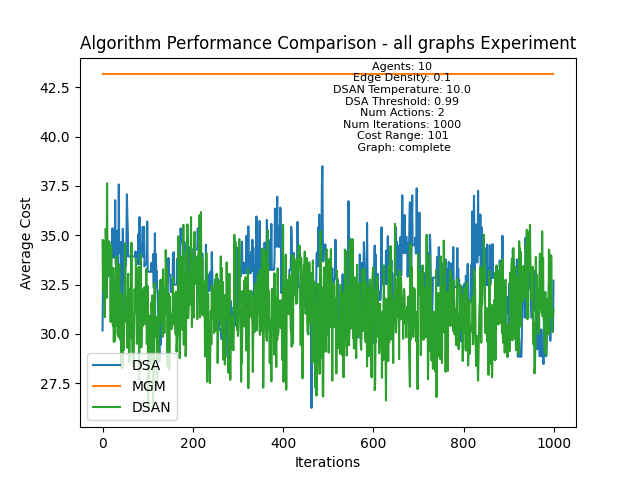 Algorithm Performance Comparison - all graphs Experiment
Agents: 10
Edge Density: 0.1
DSAN Temperature: 10.0
DSA Threshold: 0.99
Num Actions: 2
Num Iterations: 1000
Cost Range: 101
Graph: complete
Average Cost
42.5
40.0
37.5
35.0
32.5
30.0
27.5
DSA
MGM
DSAN
0 200 400 600 800 1000
Iterations